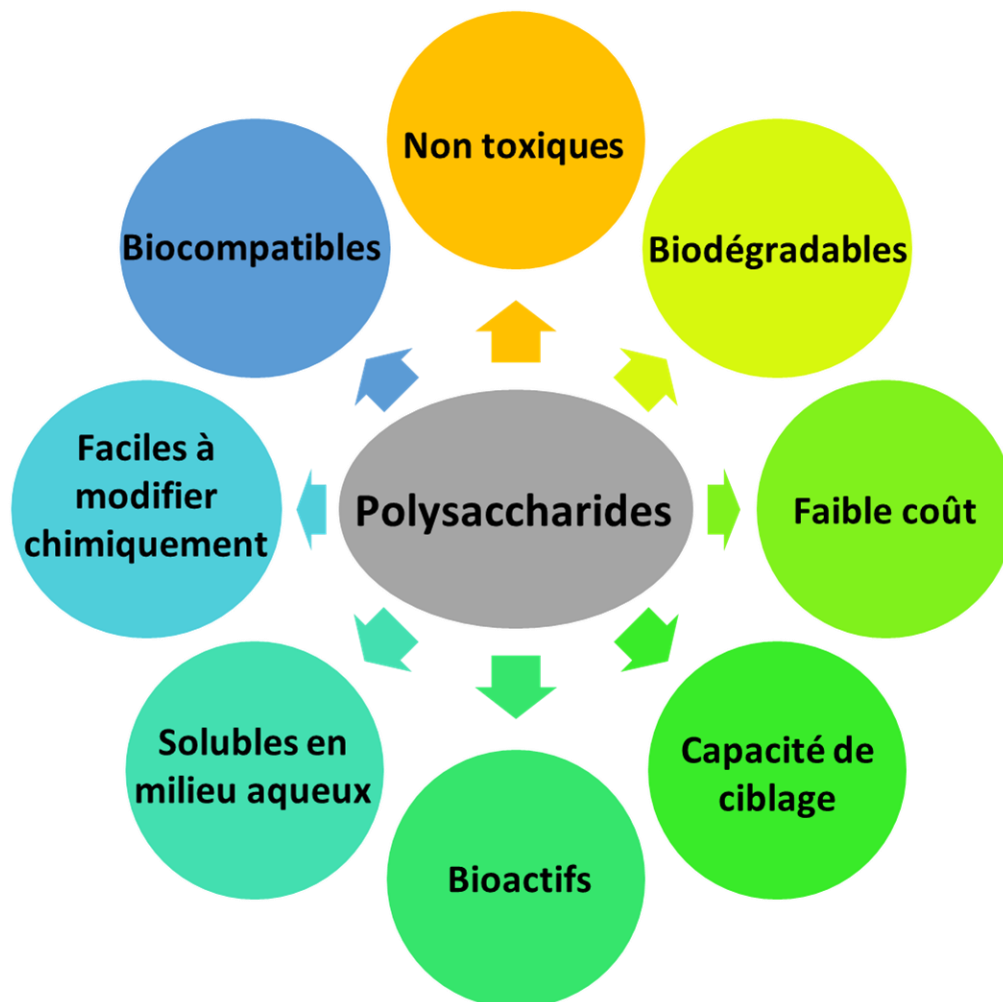 Non toxiques
Biocompatibles
Biodégradables
Faciles à
modifier
chimiquement
Polysaccharides
Faible coût
Solubles en
milieu aqueux
Capacité de
ciblage
Bioactifs